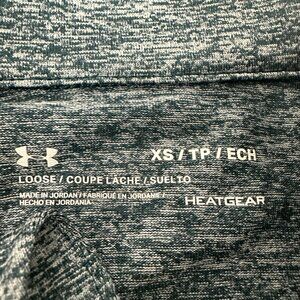 XS / TP / ECH
LOOSE / COUPE LÂCHE / SUELTO
MADE IN JORDAN / FABRIQUÉ EN JORDANIE /
HECHO EN JORDANIA
HEATGEAR